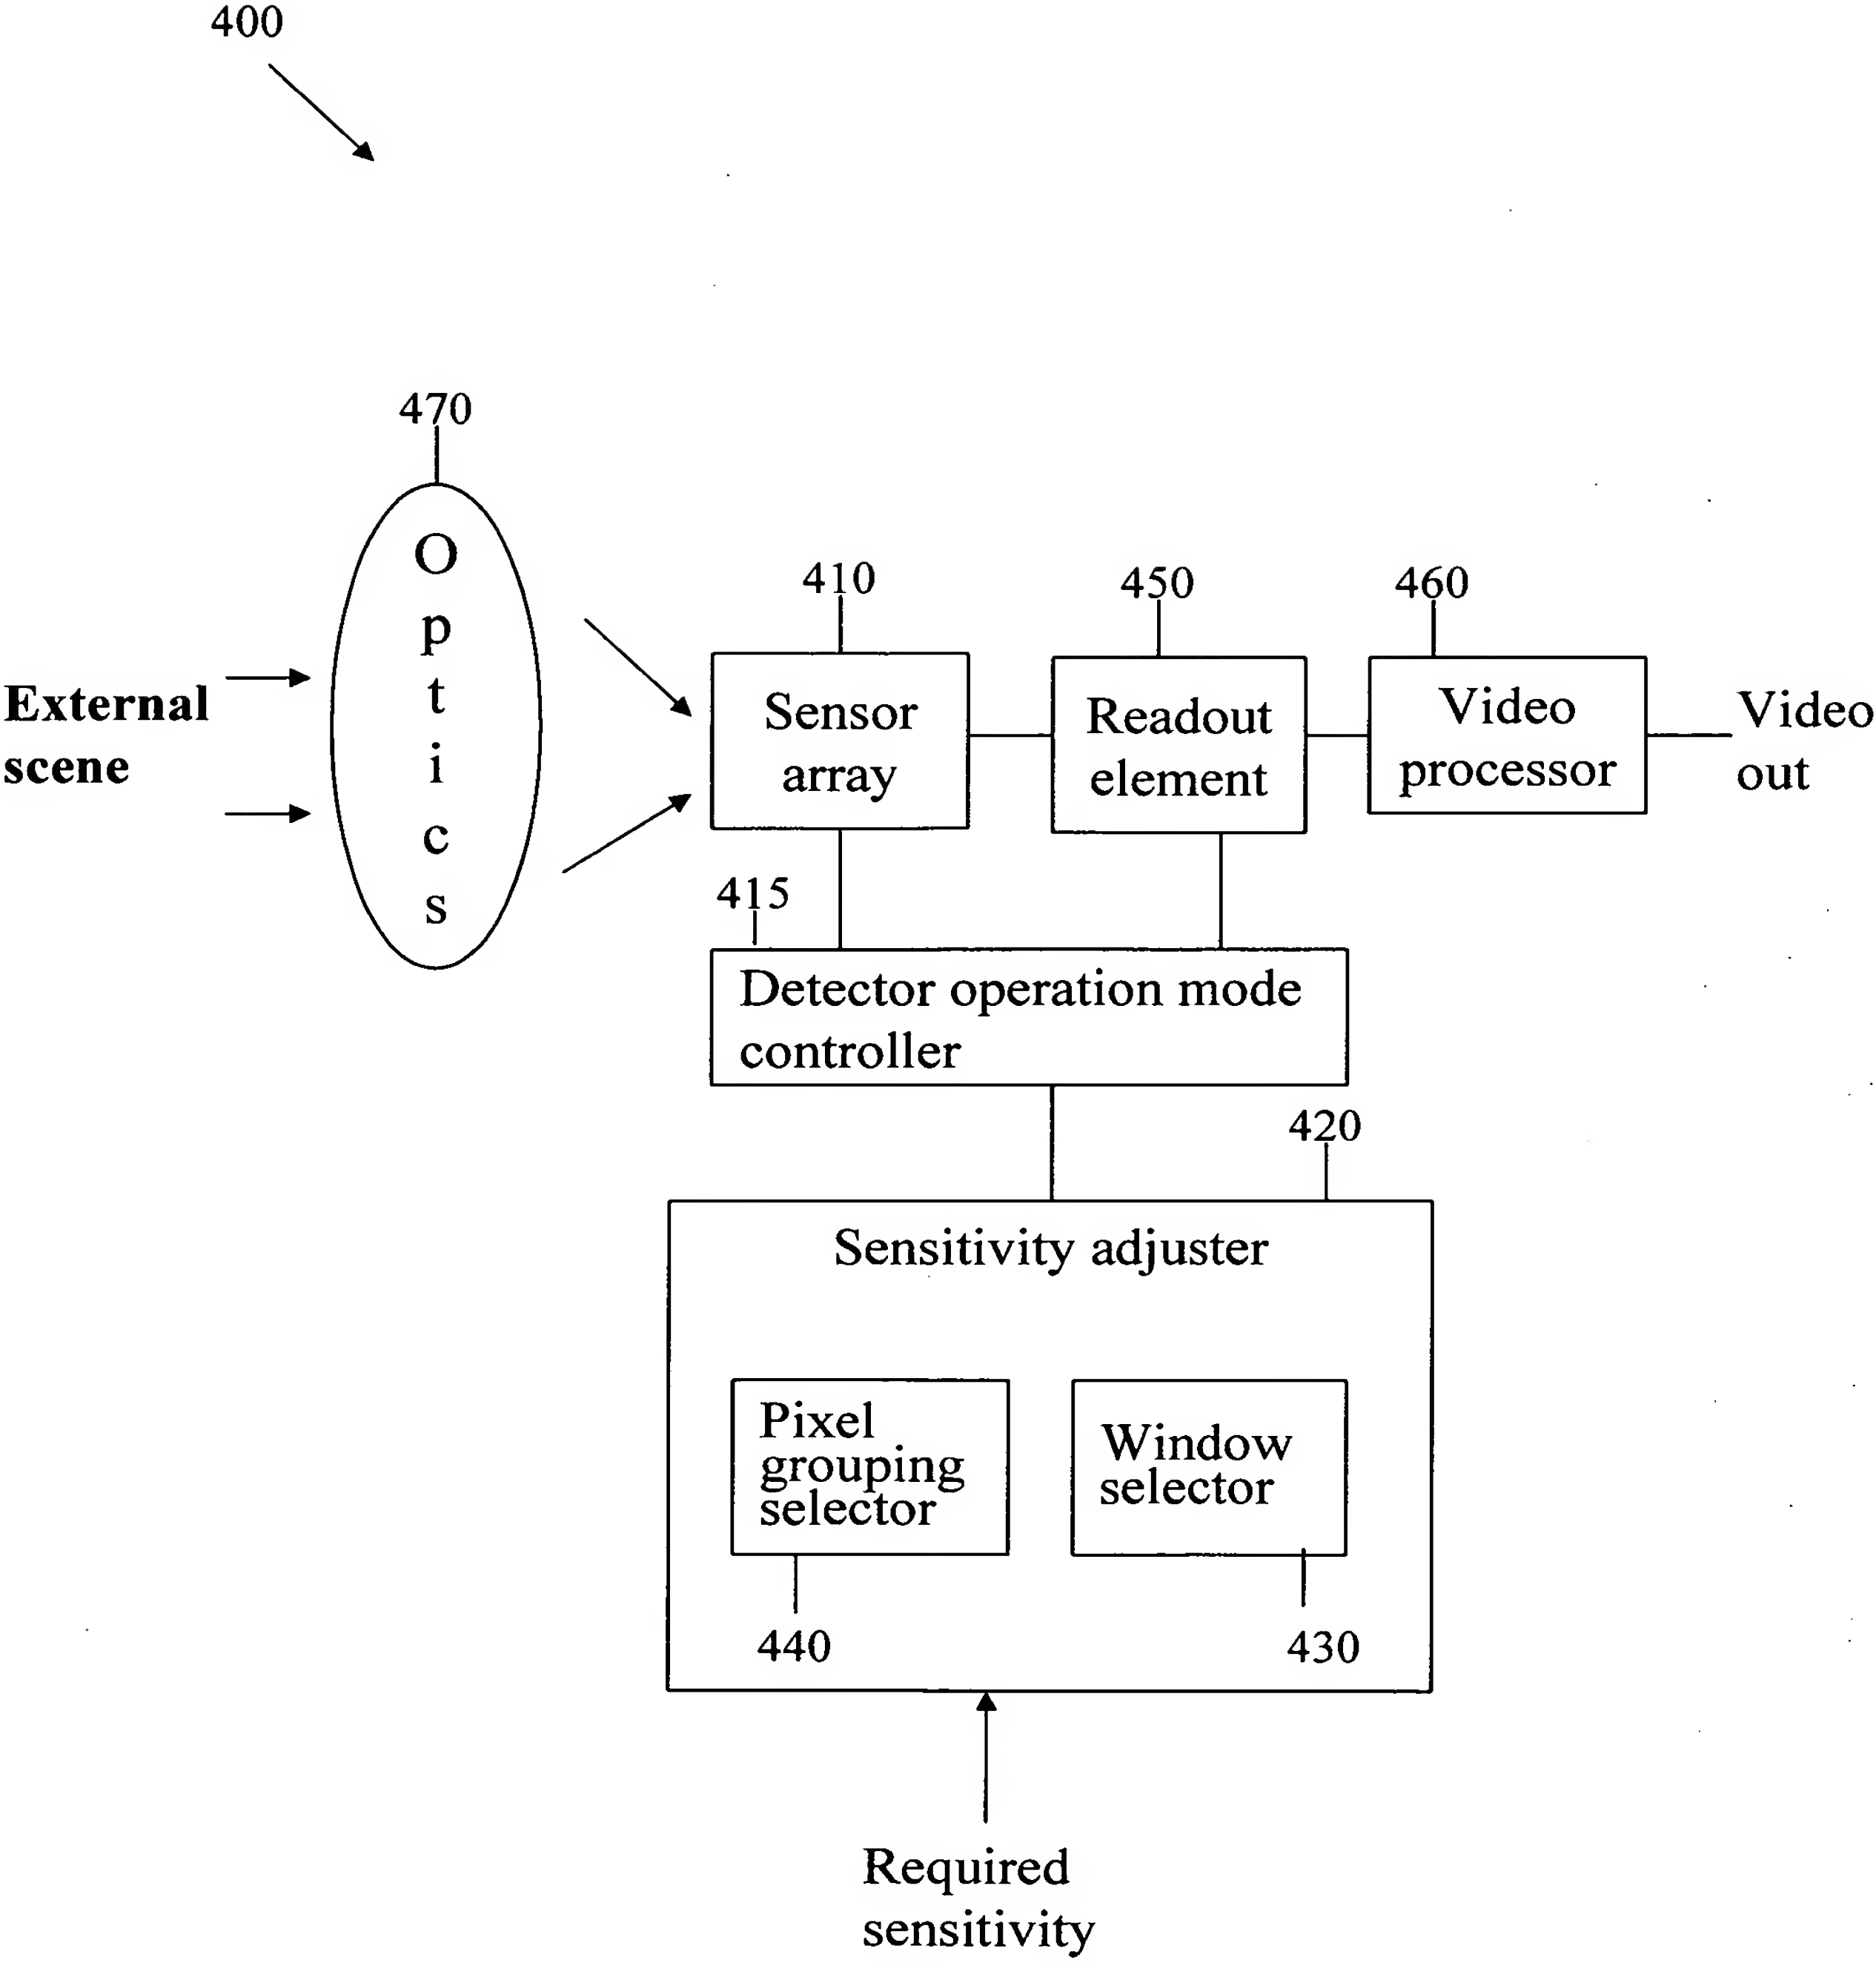 400
470
Optics
External
scene
410
Sensor
array
450
Readout
element
460
Video
processor
Video
out
415
Detector operation mode
controller
420
Sensitivity adjuster
Pixel
grouping
selector
Window
selector
440
430
Required
sensitivity